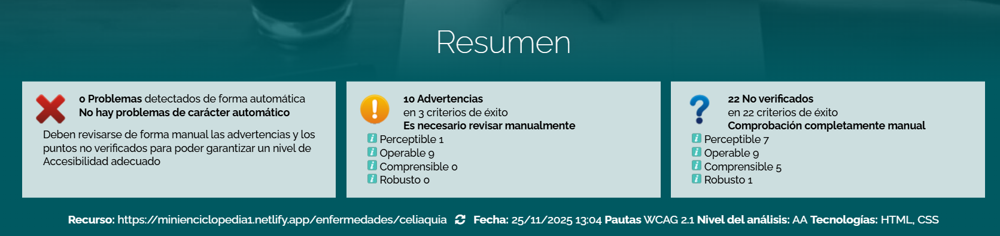 Resumen
0 Problemas detectados de forma automática
No hay problemas de carácter automático
Deben revisarse de forma manual las advertencias y los
puntos no verificados para poder garantizar un nivel de
Accesibilidad adecuado
10 Advertencias
en 3 criterios de éxito
Es necesario revisar manualmente
Perceptible 1
Operable 9
Comprensible 0
Robusto 0
22 No verificados
en 22 criterios de éxito
Comprobación completamente manual
Perceptible 7
Operable 9
Comprensible 5
Robusto 1
Recurso: https://minienciclopedia1.netlify.app/enfermedades/celiaquia Fecha: 25/11/2025 13:04 Pautas WCAG 2.1 Nivel del análisis: AA Tecnologías: HTML, CSS